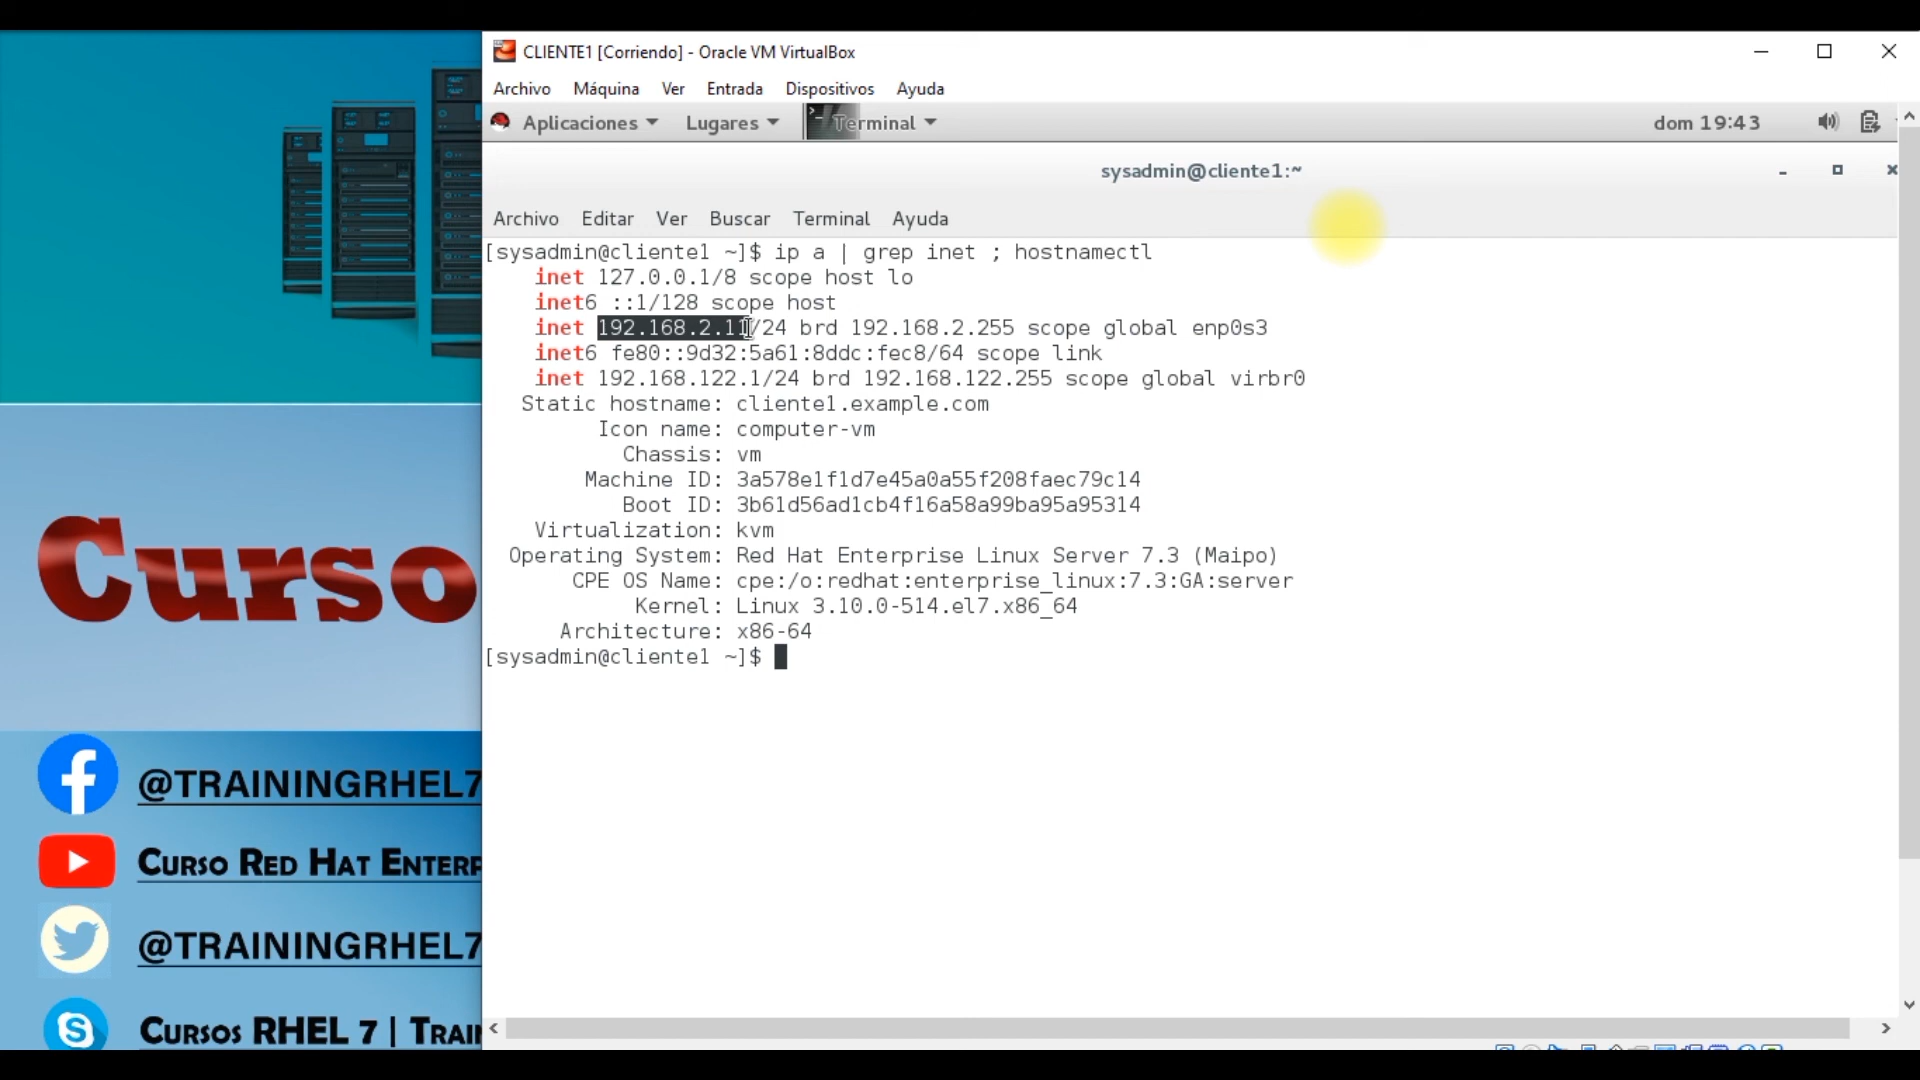 CLIENTE1 [Corriendo] - Oracle VM VirtualBox
Archivo Máquina Ver Entrada Dispositivos Ayuda
Aplicaciones Lugares Terminal dom 19:43
sysadmin@cliente1:~
Archivo Editar Ver Buscar Terminal Ayuda
[sysadmin@cliente1 ~]$ ip a | grep inet ; hostnamectl
inet 127.0.0.1/8 scope host lo
inet6 ::1/128 scope host
inet 192.168.2.11/24 brd 192.168.2.255 scope global enp0s3
inet6 fe80::9d32:5a61:8ddc:fec8/64 scope link
inet 192.168.122.1/24 brd 192.168.122.255 scope global virbr0
Static hostname: cliente1.example.com
Icon name: computer-vm
Chassis: vm
Machine ID: 3a578e1f1d7e45a0a55f208faec79c14
Boot ID: 3b61d56ad1cb4f16a58a99ba95a95314
Virtualization: kvm
Operating System: Red Hat Enterprise Linux Server 7.3 (Maipo)
CPE OS Name: cpe:/o:redhat:enterprise_linux:7.3:GA:server
Kernel: Linux 3.10.0-514.el7.x86_64
Architecture: x86-64
[sysadmin@cliente1 ~]$
Curso
@TRAININGRHEL7
Curso Red Hat Enterp
@TRAININGRHEL7
Cursos RHEL 7 | Trai